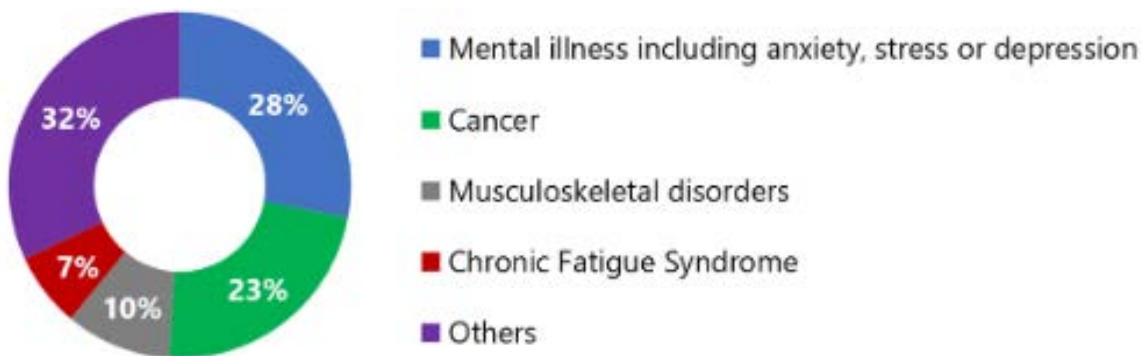 28%
32%
7%
10%
23%
Mental illness including anxiety, stress or depression
Cancer
Musculoskeletal disorders
Chronic Fatigue Syndrome
Others